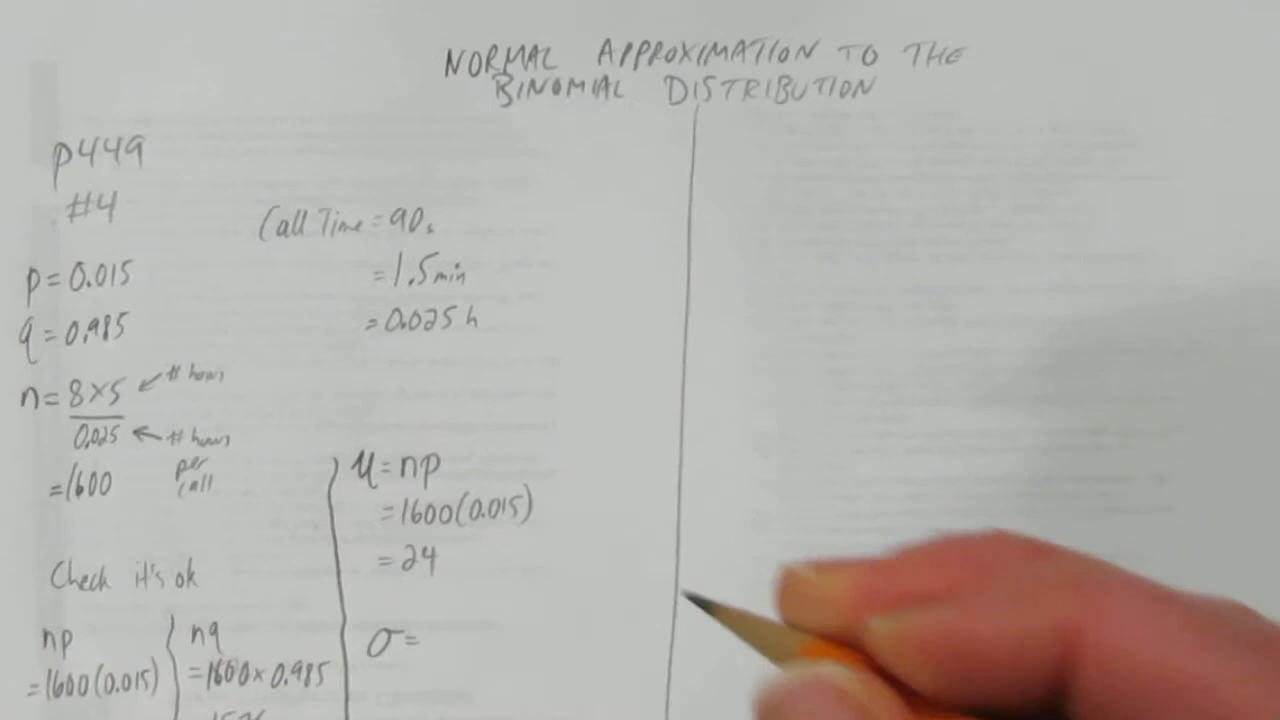 NORMAL APPROXIMATION TO THE
BINOMIAL DISTRIBUTION
p449
#4
Call Time = 90s
= 1.5 min
= 0.025 h
p = 0.015
q = 0.985
n = 8×5 ← # hours
0.025 ← # hours
per
call
= 1600
Check it's ok
np
= 1600(0.015)
nq
= 1600 × 0.985
μ = np
= 1600(0.015)
= 24
σ =